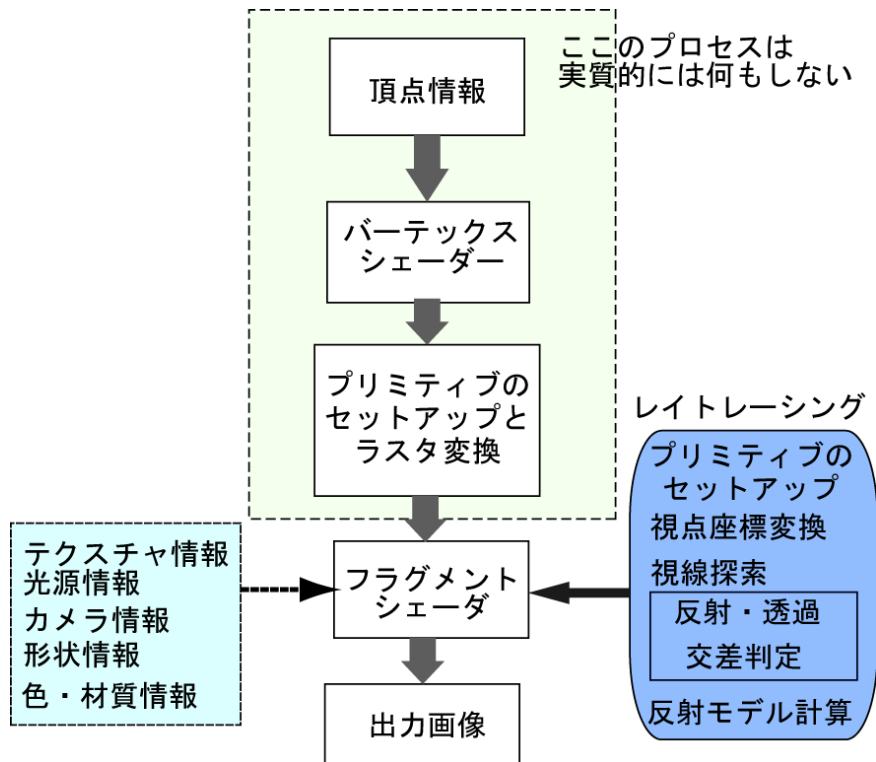 ここのプロセスは
実質的には何もしない
頂点情報
バーテックス
シェーダー
プリミティブの
セットアップと
ラスタ変換
レイトレーシング
プリミティブの
セットアップ
視点座標変換
視線探索
反射・透過
交差判定
反射モデル計算
テクスチャ情報
光源情報
カメラ情報
形状情報
色・材質情報
フラグメント
シェーダ
出力画像